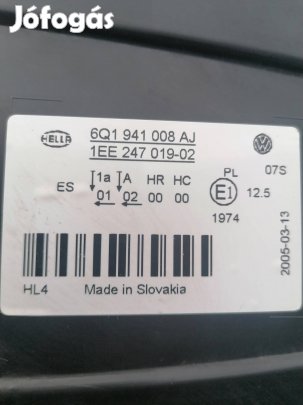 Jófogás
HELLA
6Q1 941 008 AJ
1EE 247 019-02
PL 07S
1a A HR HC
ES
01 02 00 00
E1 12.5
1974
2005-03-13
HL4 Made in Slovakia